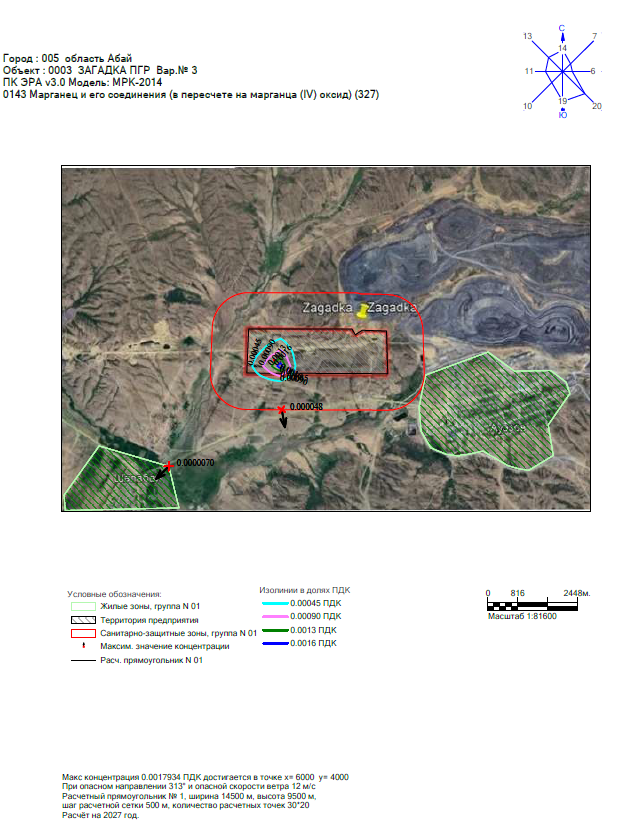 Город : 005 область Абай
Объект : 0003 ЗАГАДКА ПГР Вар.№ 3
ПК ЭРА v3.0 Модель: МРК-2014
0143 Марганец и его соединения (в пересчете на марганца (IV) оксид) (327)
С
13
7
14
11
6
10
19
20
Ю
Zagadka
Zagadka
0.00045
0.00090
0.000048
Ауэзов
0.0000070
Условные обозначения:
Жилые зоны, группа N 01
Территория предприятия
Санитарно-защитные зоны, группа N 01
Максим. значение концентрации
Расч. прямоугольник N 01
Изолинии в долях ПДК
0.00045 ПДК
0.00090 ПДК
0.0013 ПДК
0.0016 ПДК
0 816 2448м.
Масштаб 1:81600
Макс концентрация 0.0017934 ПДК достигается в точке x= 6000 y= 4000
При опасном направлении 313° и опасной скорости ветра 12 м/с
Расчетный прямоугольник № 1, ширина 14500 м, высота 9500 м,
шаг расчетной сетки 500 м, количество расчетных точек 30*20
Расчёт на 2027 год.